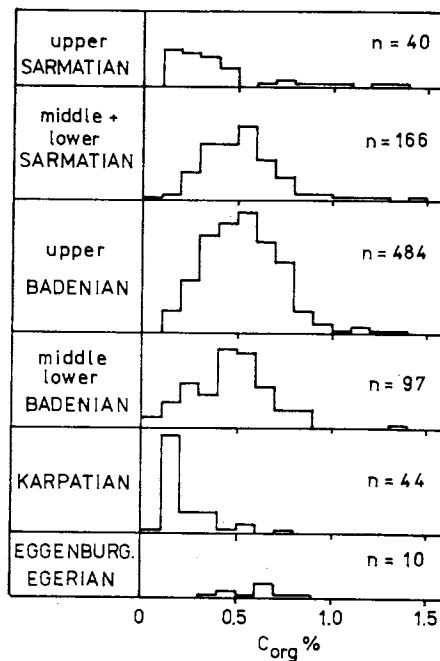 upper
SARMATIAN
n = 40
middle +
lower
SARMATIAN
n = 166
upper
BADENIAN
n = 484
middle
lower
BADENIAN
n = 97
KARPATIAN
n = 44
EGGENBURG.
EGERIAN
n = 10
0 0.5 1.0 1.5
Corg %